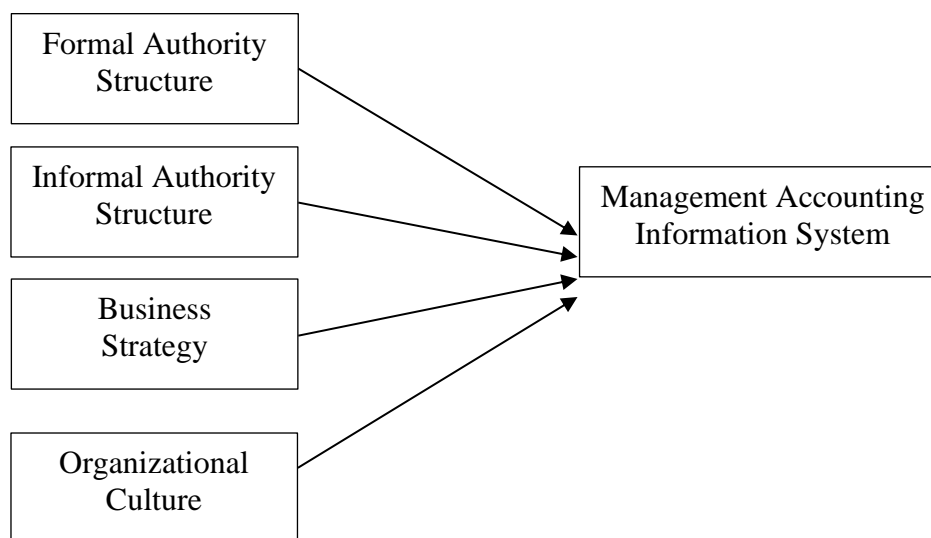 Formal Authority
Structure
Informal Authority
Structure
Business
Strategy
Organizational
Culture
Management Accounting
Information System